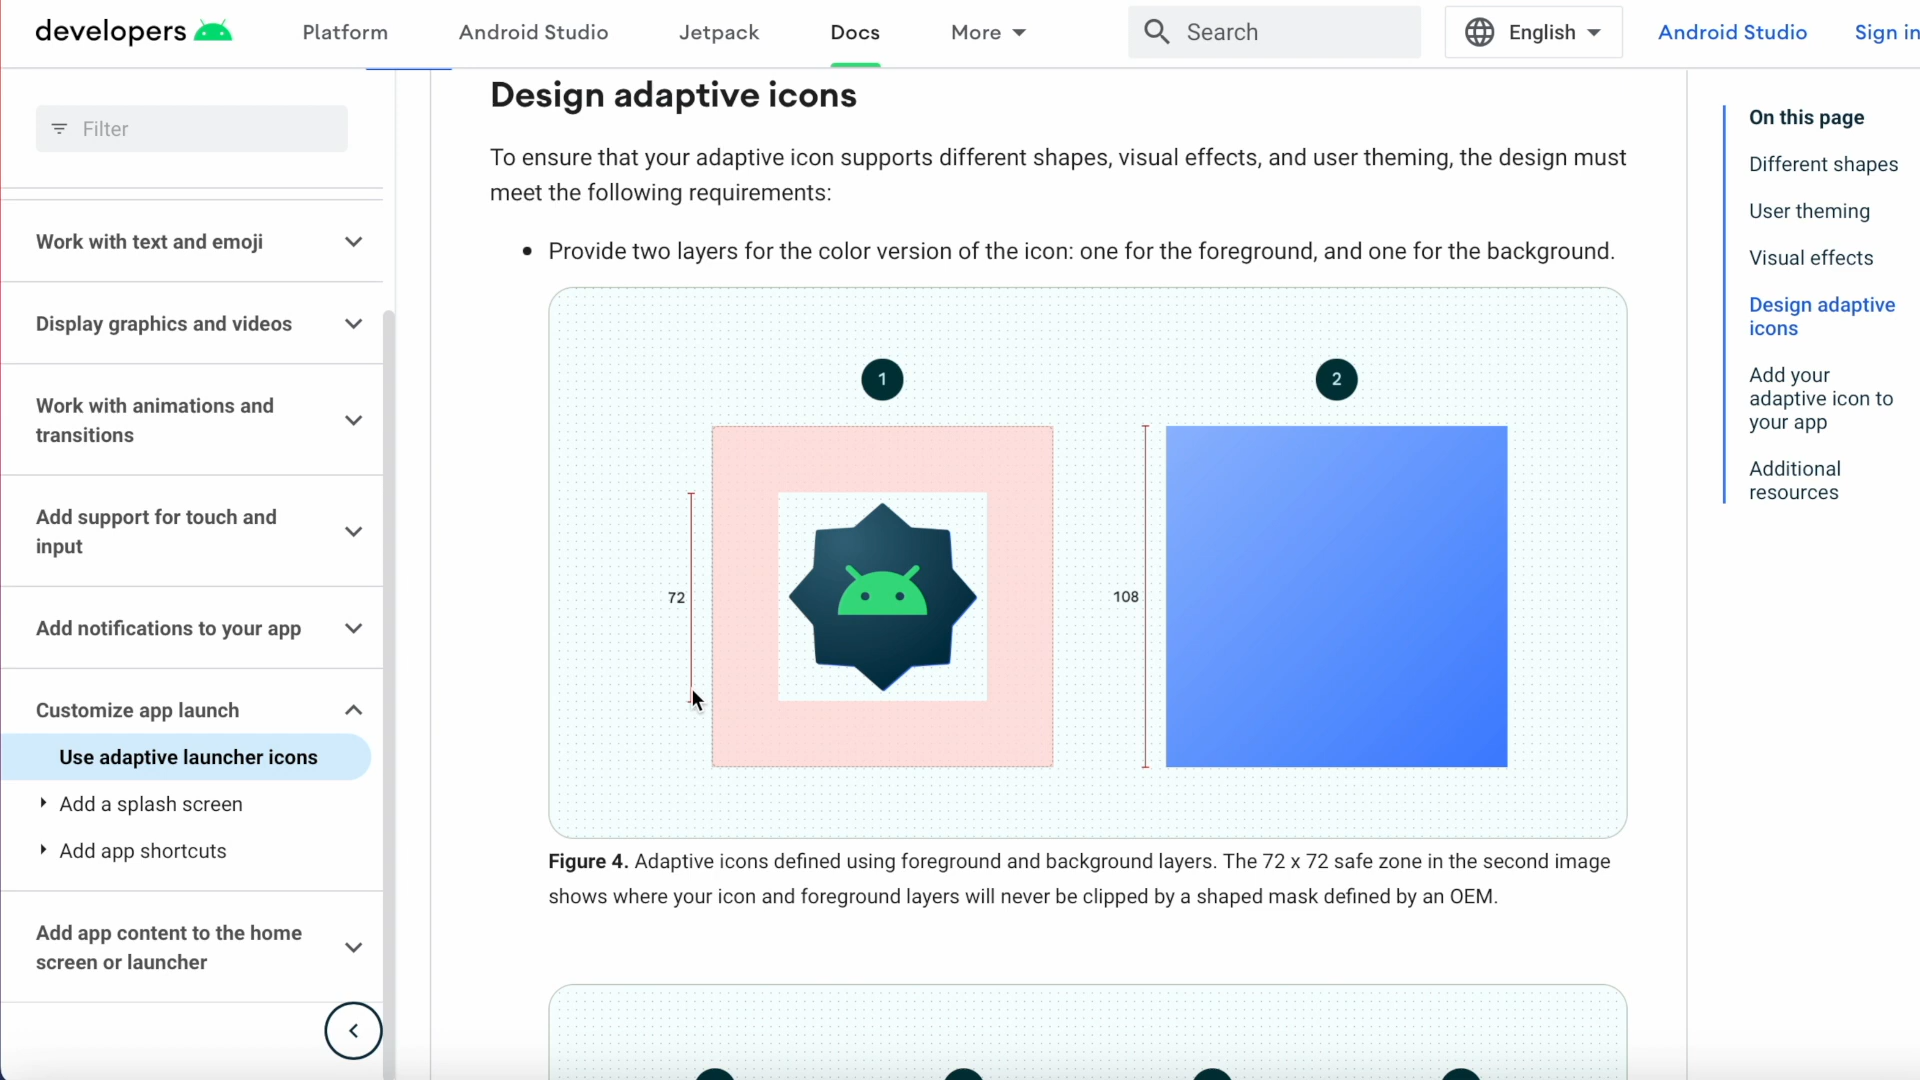 developers
Platform
Android Studio
Jetpack
Docs
More
Search
English
Android Studio
Sign in
Filter
Work with text and emoji
Display graphics and videos
Work with animations and
transitions
Add support for touch and
input
Add notifications to your app
Customize app launch
Use adaptive launcher icons
Add a splash screen
Add app shortcuts
Add app content to the home
screen or launcher
Design adaptive icons
To ensure that your adaptive icon supports different shapes, visual effects, and user theming, the design must
meet the following requirements:
• Provide two layers for the color version of the icon: one for the foreground, and one for the background.
1
2
72
108
Figure 4. Adaptive icons defined using foreground and background layers. The 72 x 72 safe zone in the second image
shows where your icon and foreground layers will never be clipped by a shaped mask defined by an OEM.
On this page
Different shapes
User theming
Visual effects
Design adaptive
icons
Add your
adaptive icon to
your app
Additional
resources